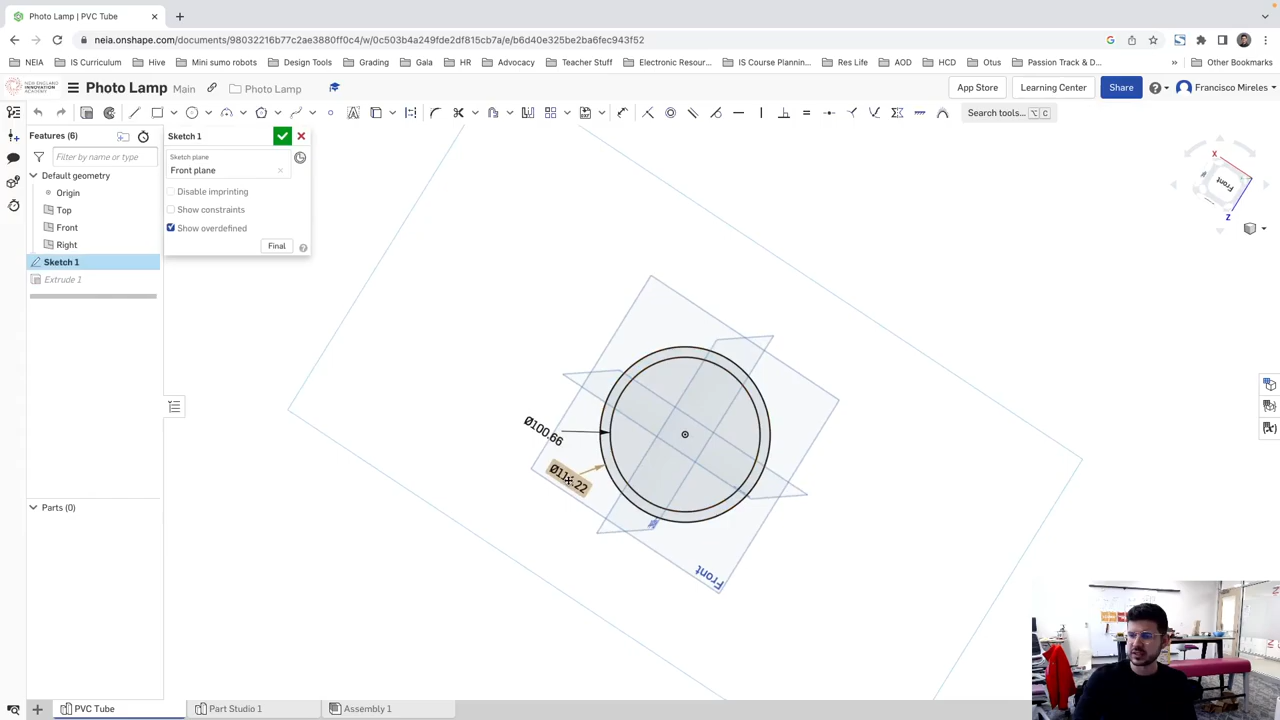 Photo Lamp | PVC Tube
neia.onshape.com/documents/98032216b77c2ae3880ff0c4/w/0c503b4a249fde2df815cb7a/e/b6d40e325be2ba6fec943f52
NEIA
IS Curriculum
Hive
Mini sumo robots
Design Tools
Grading
Gaia
HR
Advocacy
Teacher Stuff
Electronic Resour...
IS Course Plannin...
Res Life
AOD
HCD
Otus
Passion Track & D...
Other Bookmarks
Photo Lamp
Main
Photo Lamp
App Store
Learning Center
Share
Francisco Mireles
Search tools...
C
Features (6)
Sketch 1
Filter by name or type
Sketch plane
Front plane
Default geometry
Origin
Disable imprinting
Top
Show constraints
Front
Show overdefined
Right
Final
Sketch 1
Extrude 1
X
Front
Z
Ø100.66
Front
Parts (0)
PVC Tube
Part Studio 1
Assembly 1